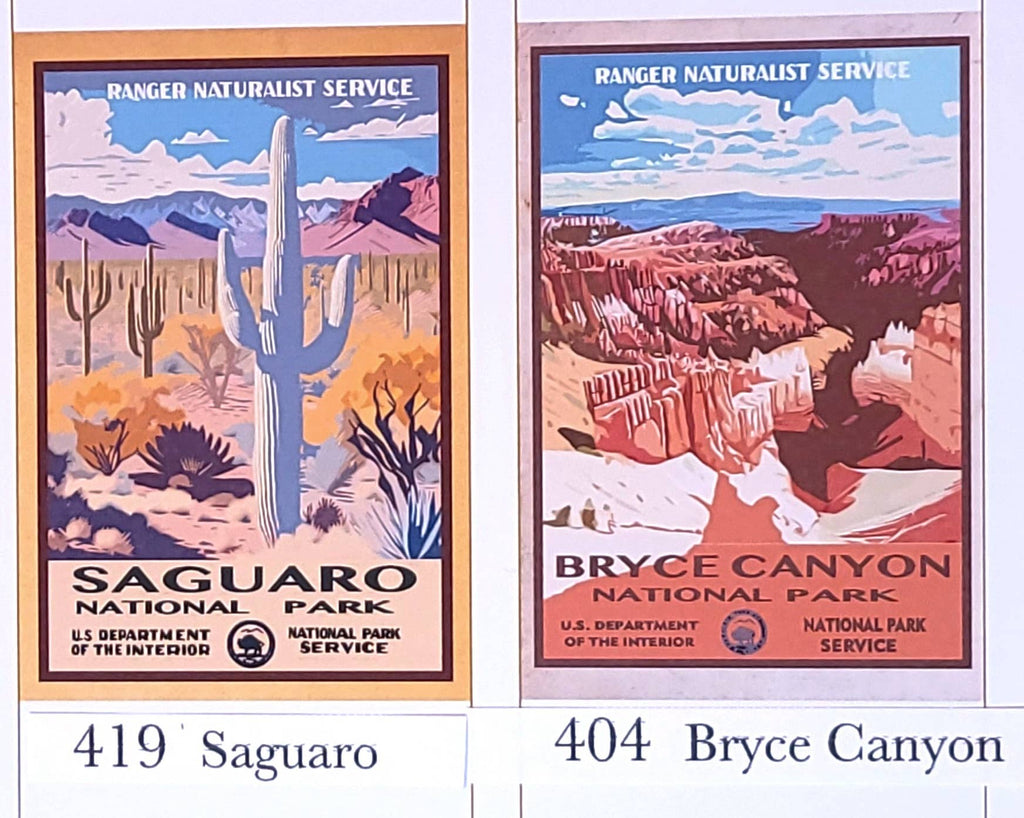 RANGER NATURALIST SERVICE
SAGUARO
NATIONAL PARK
U.S DEPARTMENT
OF THE INTERIOR
NATIONAL PARK
SERVICE
419 Saguaro
RANGER NATURALIST SERVICE
BRYCE CANYON
NATIONAL PARK
U.S. DEPARTMENT
OF THE INTERIOR
NATIONAL PARK
SERVICE
404 Bryce Canyon